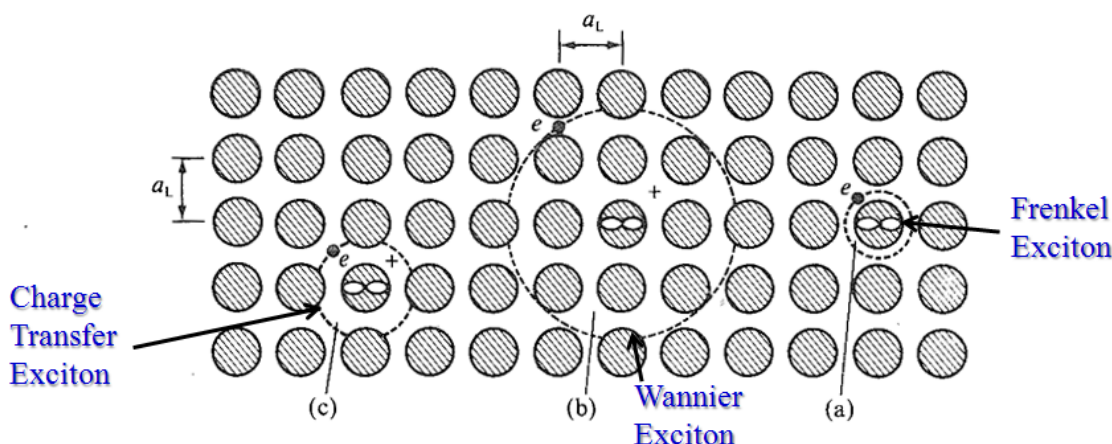 a_L
e
+
a_L
e
Frenkel
Exciton
e
+
Charge
Transfer
Exciton
Wannier
Exciton
(c)
(b)
(a)